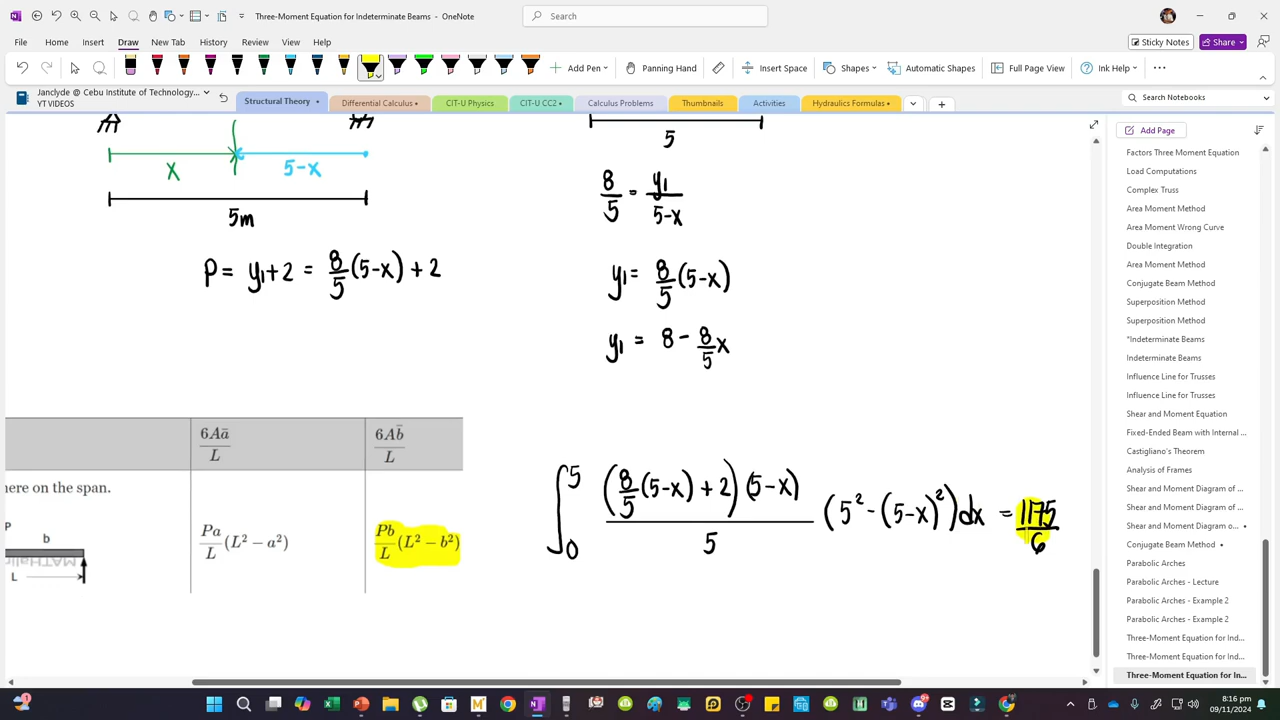 Three-Moment Equation for Indeterminate Beams - OneNote
Search
File Home Insert Draw New Tab History Review View Help
Sticky Notes Share
Add Pen Panning Hand Insert Space Shapes Automatic Shapes Full Page View Ink Help
Janclyde @ Cebu Institute of Technology...
YT VIDEOS
Structural Theory Differential Calculus CIT-U Physics CIT-U CC2 Calculus Problems Thumbnails Activities Hydraulics Formulas
Search Notebooks
Add Page
Factors Three Moment Equation
Load Computations
Complex Truss
Area Moment Method
Area Moment Wrong Curve
Double Integration
Area Moment Method
Conjugate Beam Method
Superposition Method
Superposition Method
*Indeterminate Beams
Indeterminate Beams
Influence Line for Trusses
Influence Line for Trusses
Shear and Moment Equation
Fixed-Ended Beam with Internal ...
Castigliano's Theorem
Analysis of Frames
Shear and Moment Diagram of ...
Shear and Moment Diagram of ...
Shear and Moment Diagram o...
Conjugate Beam Method
Parabolic Arches
Parabolic Arches - Lecture
Parabolic Arches - Example 2
Parabolic Arches - Example 2
Three-Moment Equation for Ind...
Three-Moment Equation for Ind...
Three-Moment Equation for In...
x 5-x
5m
P = y₁+2 = 8/5 (5-x) + 2
5
8/5 = y₁/5-x
y₁ = 8/5 (5-x)
y₁ = 8 - 8/5 x
6Aā/L 6Ab̄/L
here on the span.
P b
L
Pa/L (L² − a²) Pb/L (L² − b²)
∫₀⁵ (8/5 (5-x) + 2)(5-x)/5 (5² - (5-x)²) dx = 1175/6
8:16 pm
09/11/2024